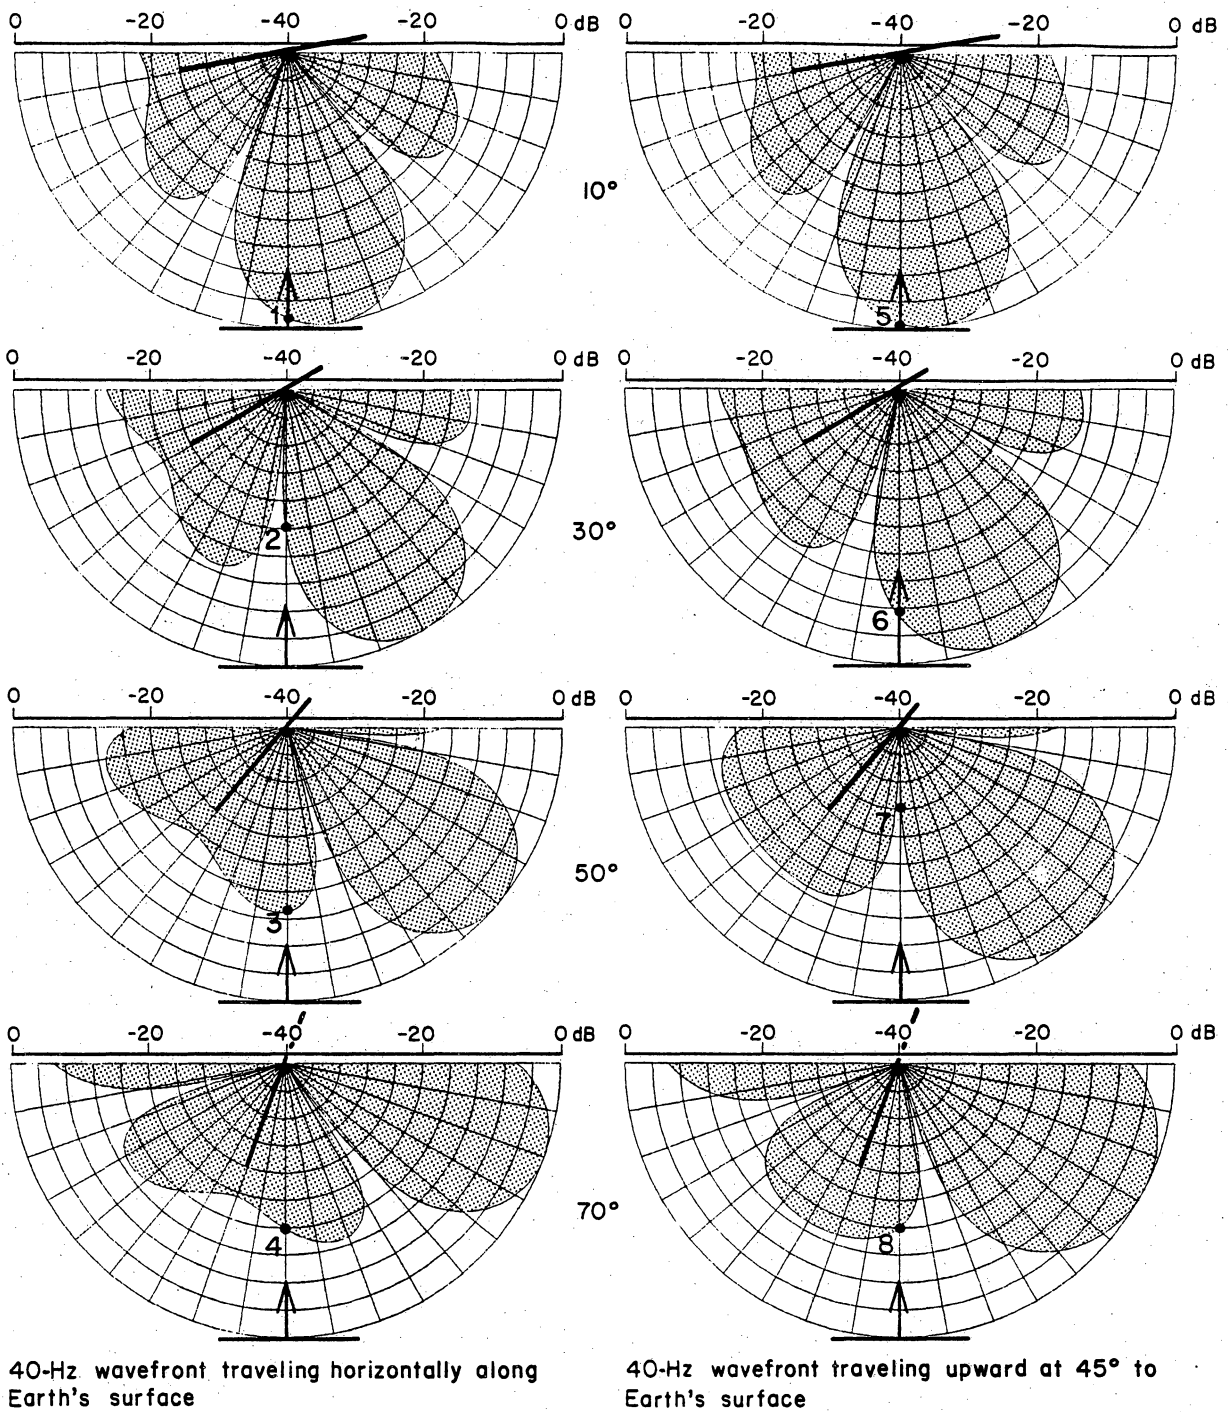 0 -20 -40 -20 0 dB 0 -20 -40 -20 0 dB
10°
1 5
0 -20 -40 -20 0 dB 0 -20 -40 -20 0 dB
30°
2
6
0 -20 -40 -20 0 dB 0 -20 -40 -20 0 dB
7
50°
3
0 -20 -40 -20 0 dB 0 -20 -40 -20 0 dB
70°
4 8
40-Hz wavefront traveling horizontally along
Earth's surface
40-Hz wavefront traveling upward at 45° to
Earth's surface